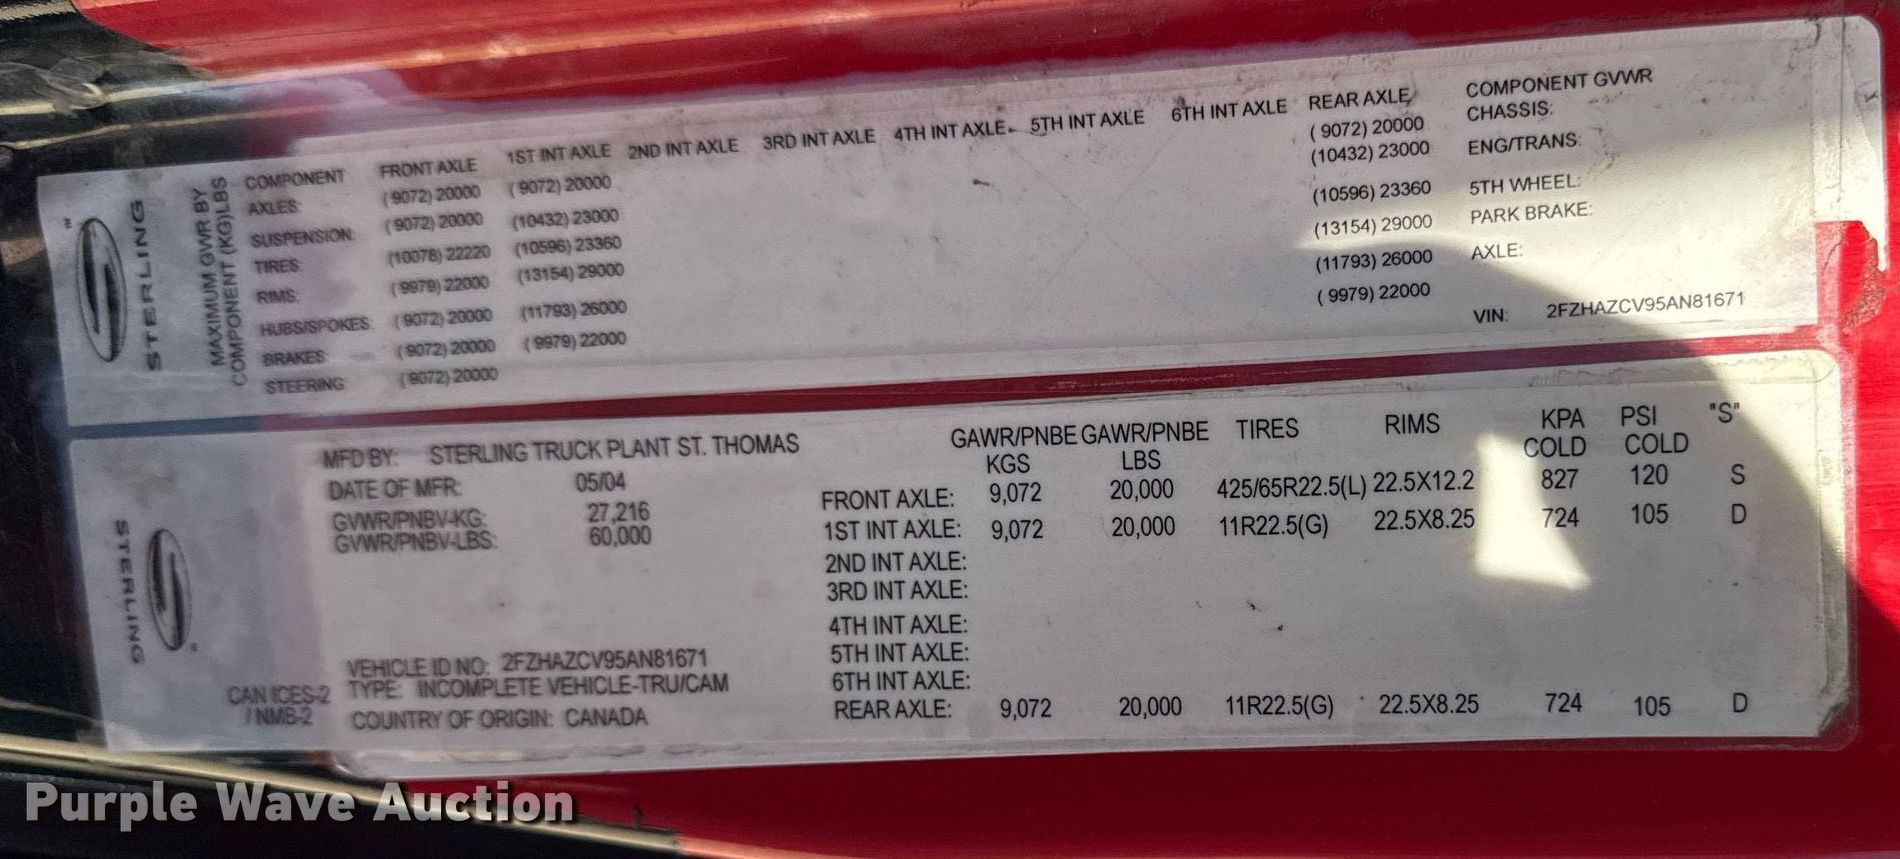 STERLING
MAXIMUM GWR BY
COMPONENT (KG)LBS
COMPONENT FRONT AXLE 1ST INT AXLE 2ND INT AXLE 3RD INT AXLE 4TH INT AXLE 5TH INT AXLE 6TH INT AXLE REAR AXLE COMPONENT GVWR
AXLES: ( 9072) 20000 ( 9072) 20000 ( 9072) 20000 CHASSIS:
SUSPENSION: ( 9072) 20000 (10432) 23000 (10432) 23000 ENG/TRANS:
TIRES: (10078) 22220 (10596) 23360 (10596) 23360 5TH WHEEL:
RIMS: ( 9979) 22000 (13154) 29000 (13154) 29000 PARK BRAKE:
HUBS/SPOKES: ( 9072) 20000 (11793) 26000 (11793) 26000 AXLE:
BRAKES: ( 9072) 20000 ( 9979) 22000 ( 9979) 22000
STEERING: ( 9072) 20000
VIN: 2FZHAZCV95AN81671
STERLING
MFD BY: STERLING TRUCK PLANT ST. THOMAS
DATE OF MFR: 05/04
GVWR/PNBV-KG: 27,216
GVWR/PNBV-LBS: 60,000
VEHICLE ID NO: 2FZHAZCV95AN81671
TYPE: INCOMPLETE VEHICLE-TRU/CAM
COUNTRY OF ORIGIN: CANADA
CAN ICES-2
/ NMB-2
GAWR/PNBE GAWR/PNBE TIRES RIMS KPA PSI "S"
KGS LBS COLD COLD
FRONT AXLE: 9,072 20,000 425/65R22.5(L) 22.5X12.2 827 120 S
1ST INT AXLE: 9,072 20,000 11R22.5(G) 22.5X8.25 724 105 D
2ND INT AXLE:
3RD INT AXLE:
4TH INT AXLE:
5TH INT AXLE:
6TH INT AXLE:
REAR AXLE: 9,072 20,000 11R22.5(G) 22.5X8.25 724 105 D
Purple Wave Auction